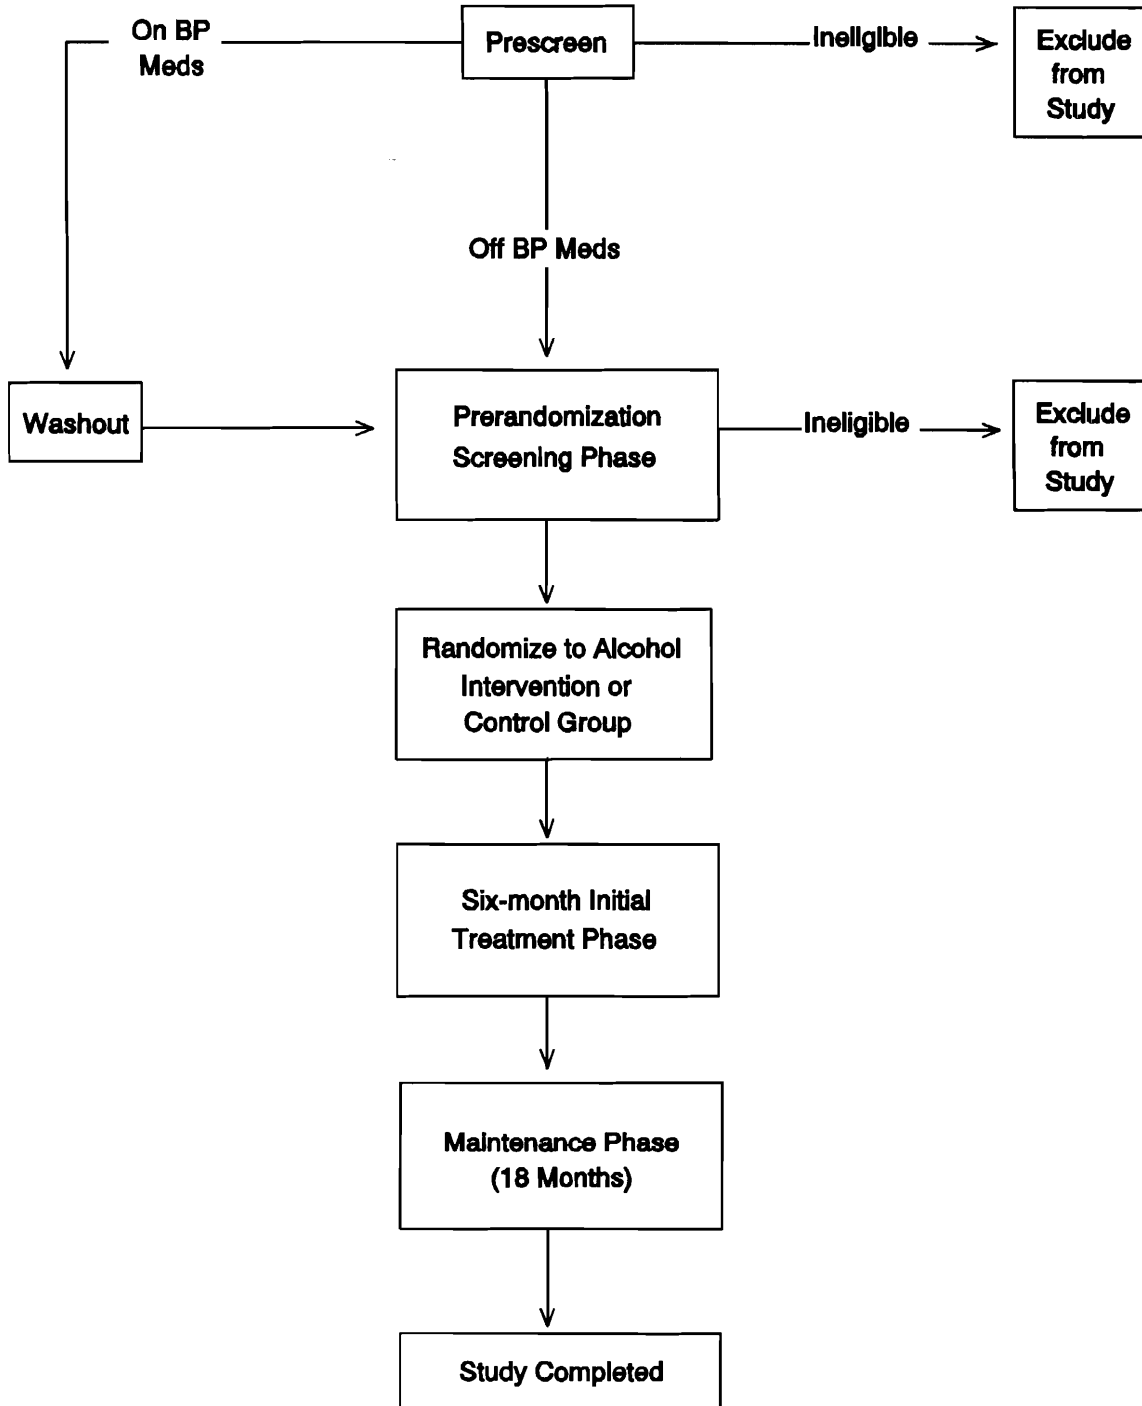 On BP
Meds
Prescreen
Ineligible
Exclude
from
Study
Off BP Meds
Washout
Prerandomization
Screening Phase
Ineligible
Exclude
from
Study
Randomize to Alcohol
Intervention or
Control Group
Six-month Initial
Treatment Phase
Maintenance Phase
(18 Months)
Study Completed